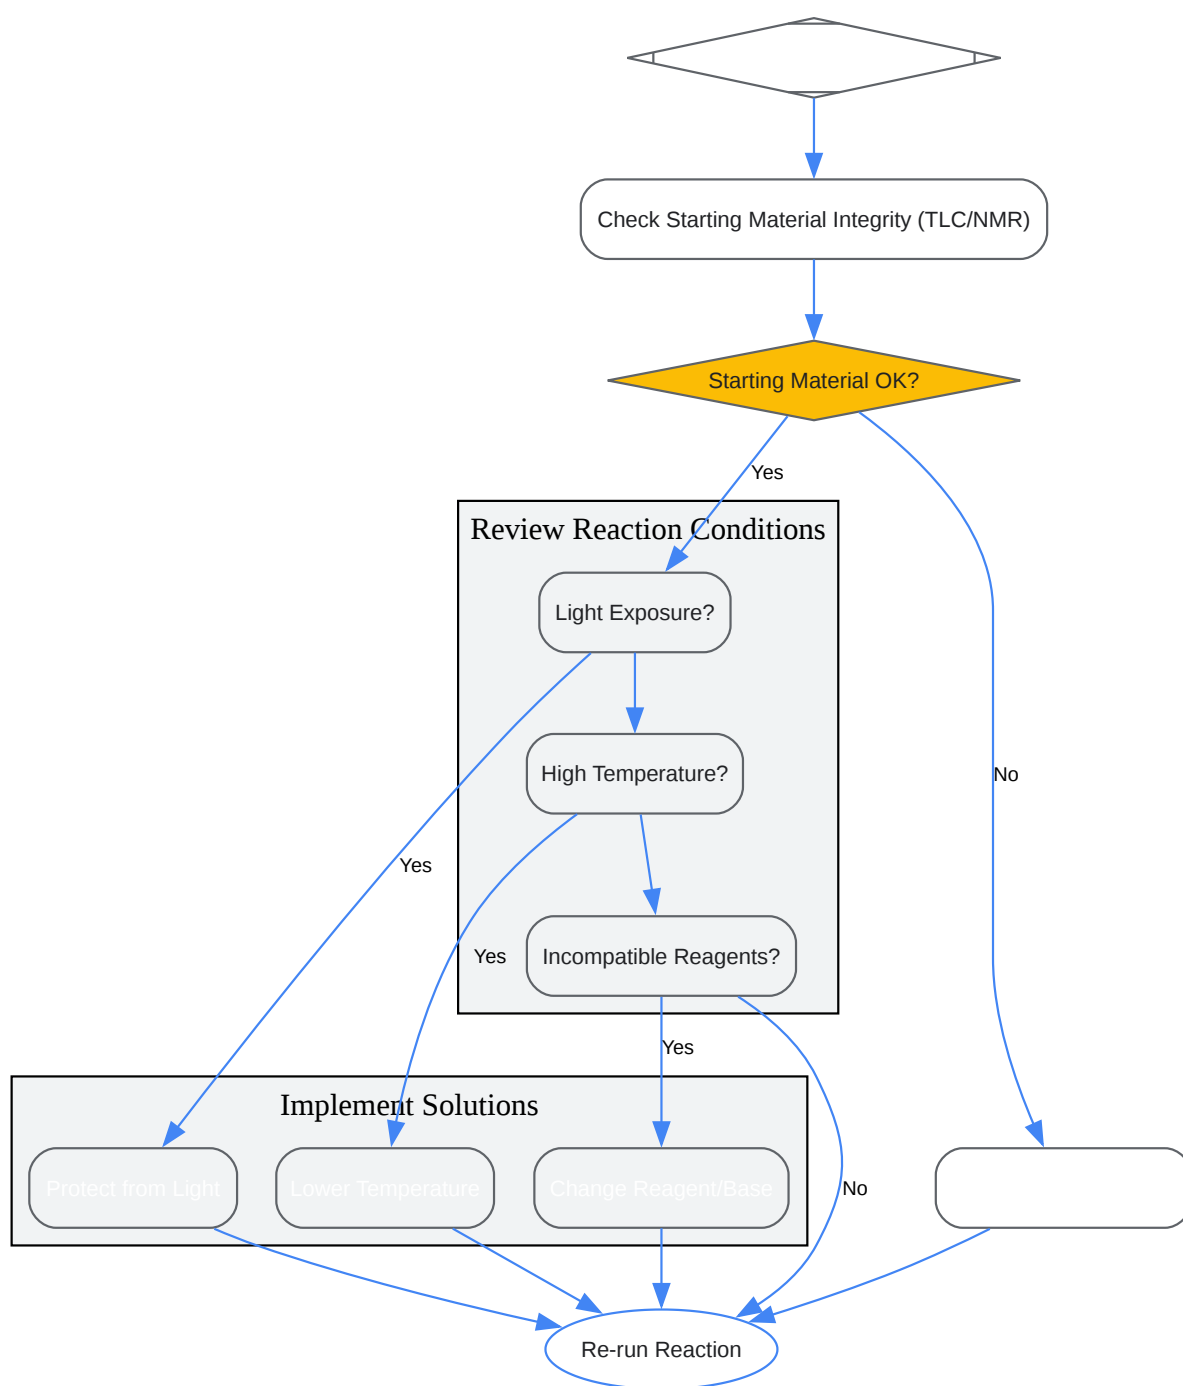 Check Starting Material Integrity (TLC/NMR)
Starting Material OK?
Yes
Review Reaction Conditions
Light Exposure?
High Temperature?
No
Yes
Incompatible Reagents?
Yes
Yes
Implement Solutions
Protect from Light
Lower Temperature
Change Reagent/Base
No
Re-run Reaction